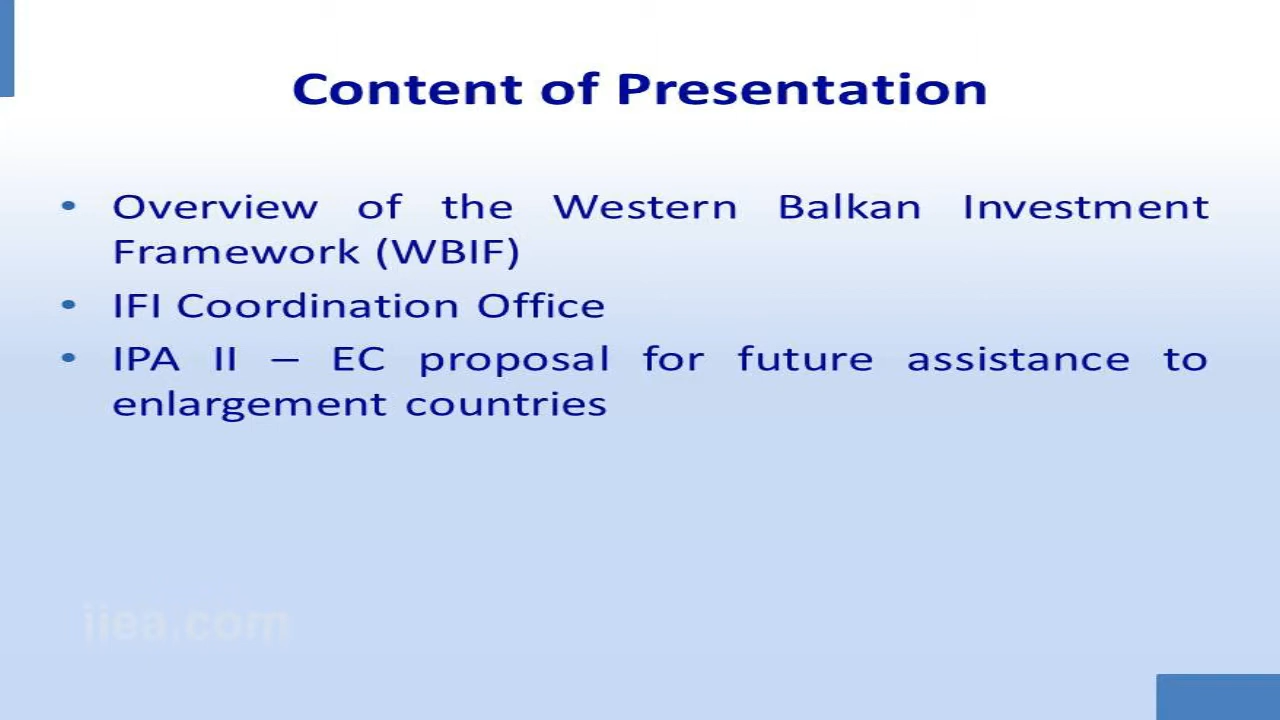 Content of Presentation
• Overview of the Western Balkan Investment
Framework (WBIF)
• IFI Coordination Office
• IPA II – EC proposal for future assistance to
enlargement countries
iiea.com